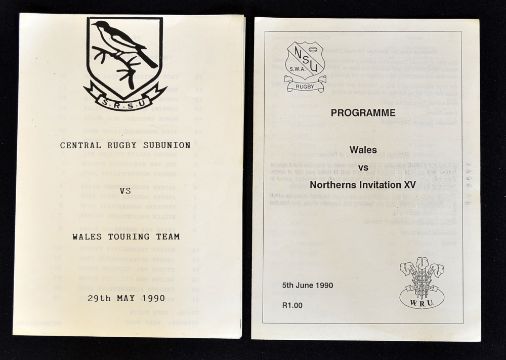 S.R.S.U
CENTRAL RUGBY SUBUNION
VS
WALES TOURING TEAM
29th MAY 1990
NSU
S.W.A.
RUGBY
PROGRAMME
Wales
vs
Northerns Invitation XV
5th June 1990
R1.00
WRU